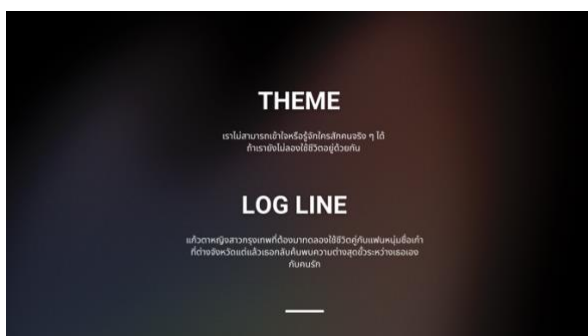 THEME
เราไม่สามารถเข้าใจหรือรู้จักใครสักคนจริง ๆ ได้
ถ้าเรายังไม่ลองใช้ชีวิตอยู่ด้วยกัน
LOG LINE
แก้วตาหญิงสาวกรุงเทพที่ต้องมาทดลองใช้ชีวิตคู่กับแฟนหนุ่มชื่อเก่า
ที่ต่างจังหวัดแต่แล้วเธอกลับค้นพบความต่างสุดขั้วระหว่างเธอเอง
กับคนรัก